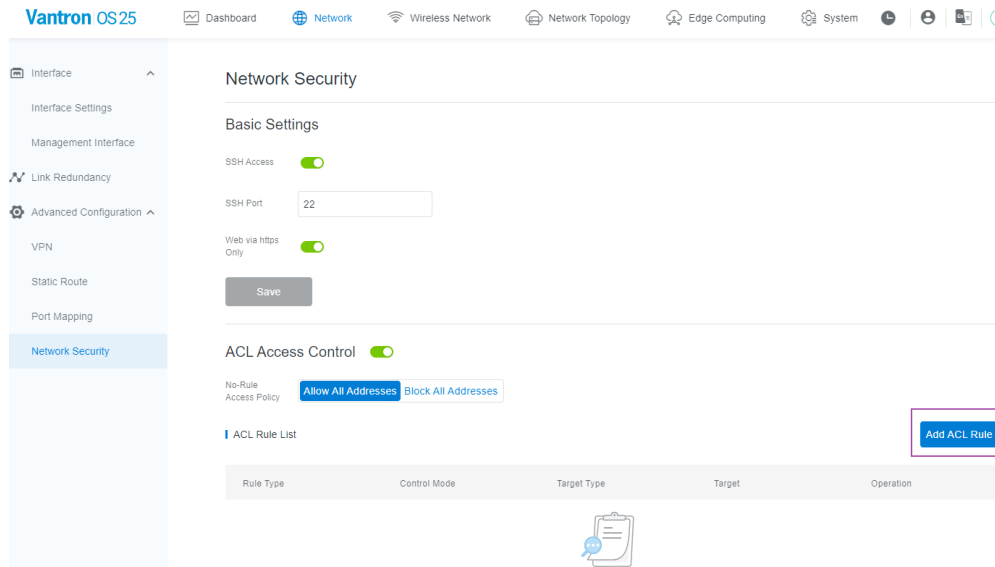 Vantron OS25
Dashboard
Network
Wireless Network
Network Topology
Edge Computing
System
Interface
Interface Settings
Management Interface
Link Redundancy
Advanced Configuration
VPN
Static Route
Port Mapping
Network Security
Network Security
Basic Settings
SSH Access
SSH Port
22
Web via https
Only
Save
ACL Access Control
No-Rule
Access Policy
Allow All Addresses
Block All Addresses
ACL Rule List
Add ACL Rule
Rule Type
Control Mode
Target Type
Target
Operation